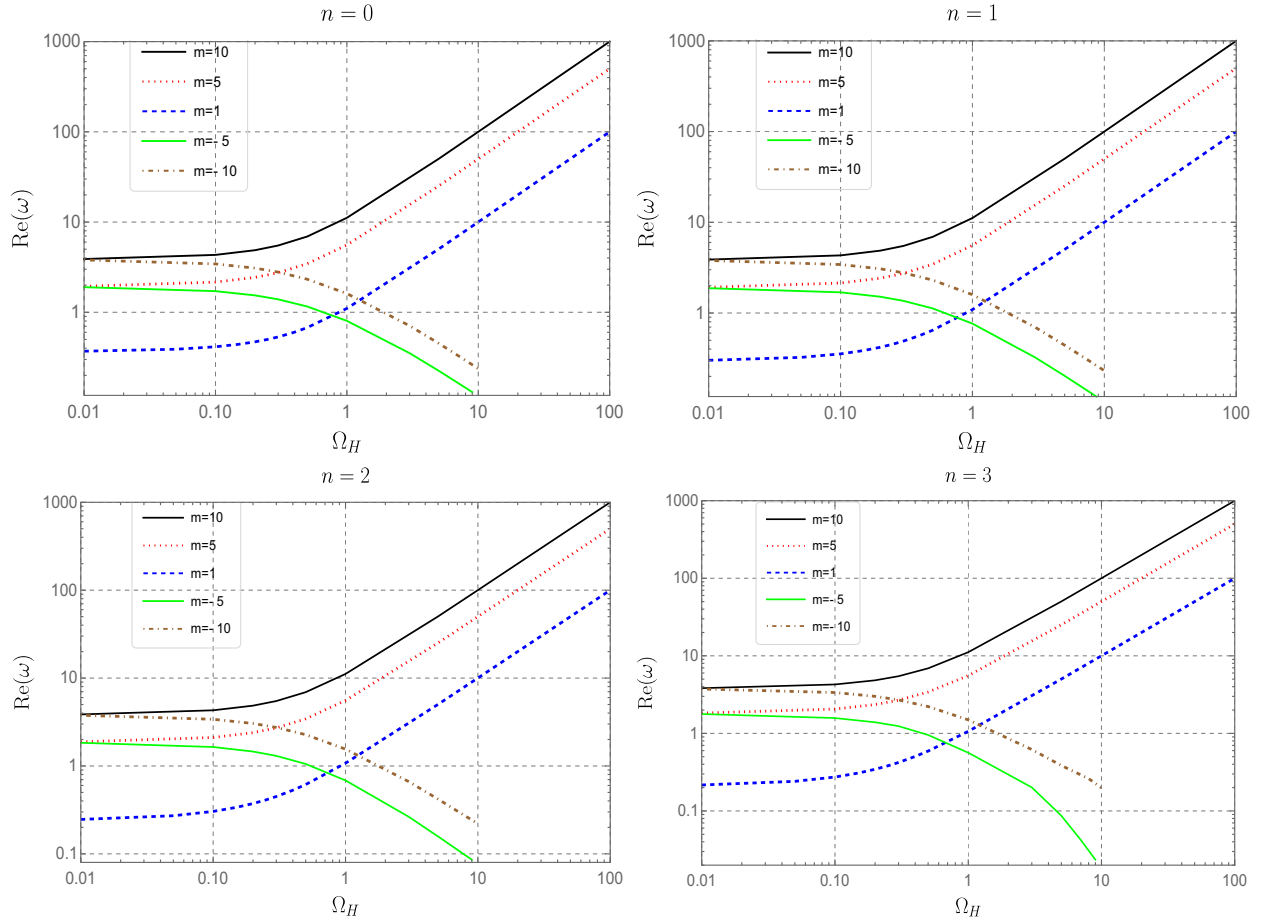 n = 0
1000
100
10
1
0.01
0.10
1
10
100
Re(ω)
Ω_H
m=10
m=5
m=1
m=- 5
m=- 10
n = 1
1000
100
10
1
0.01
0.10
1
10
100
Re(ω)
Ω_H
m=10
m=5
m=1
m=- 5
m=- 10
n = 2
1000
100
10
1
0.1
0.01
0.10
1
10
100
Re(ω)
Ω_H
m=10
m=5
m=1
m=- 5
m=- 10
n = 3
1000
100
10
1
0.1
0.01
0.10
1
10
100
Re(ω)
Ω_H
m=10
m=5
m=1
m=- 5
m=- 10